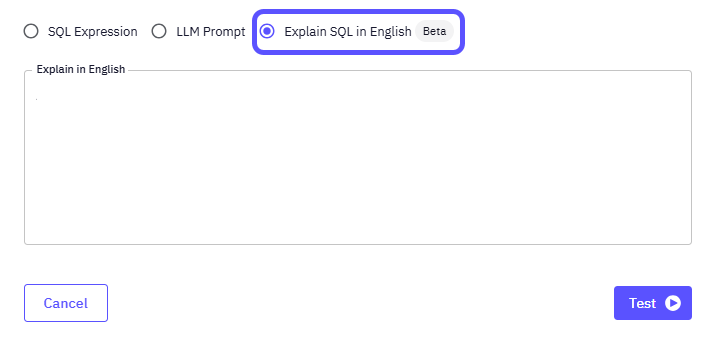 SQL Expression LLM Prompt Explain SQL in English Beta
Explain in English
Cancel Test